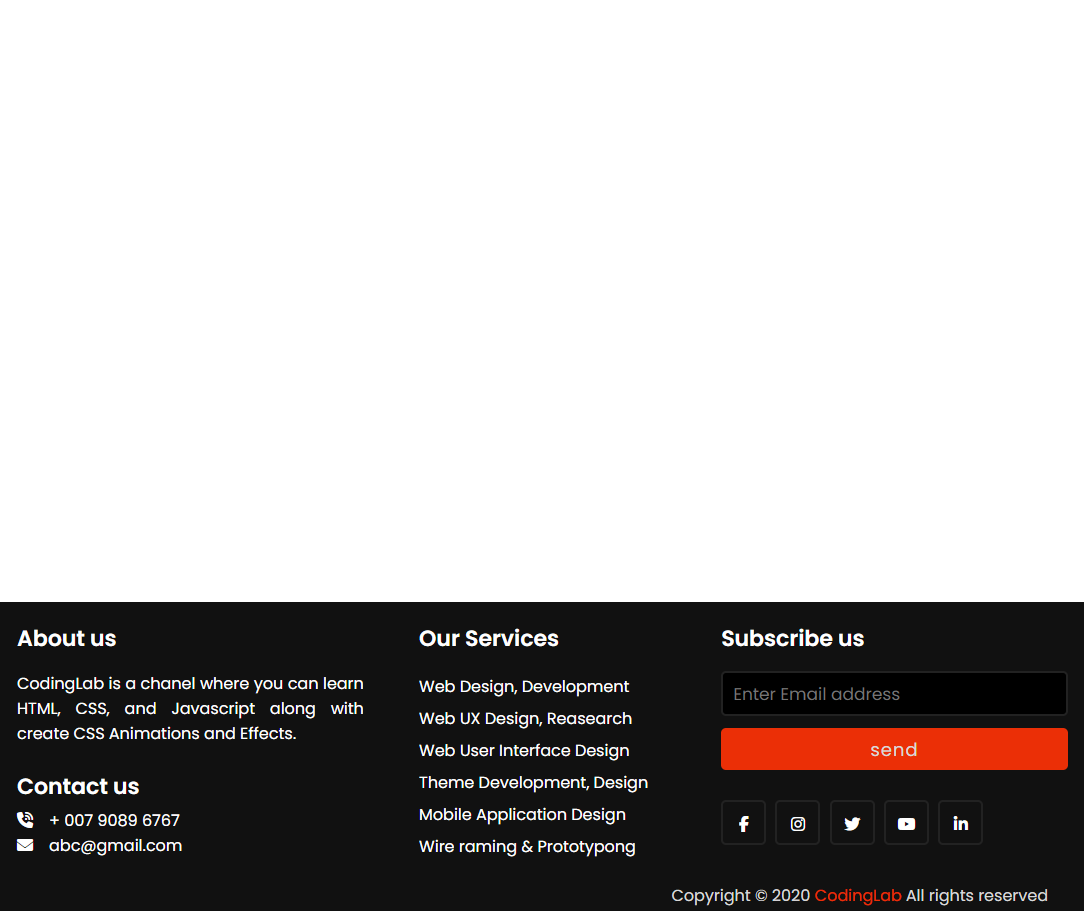 About us
CodingLab is a chanel where you can learn
HTML, CSS, and Javascript along with
create CSS Animations and Effects.
Contact us
+ 007 9089 6767
abc@gmail.com
Our Services
Web Design, Development
Web UX Design, Reasearch
Web User Interface Design
Theme Development, Design
Mobile Application Design
Wire raming & Prototypong
Subscribe us
Enter Email address
send
Copyright © 2020 CodingLab All rights reserved